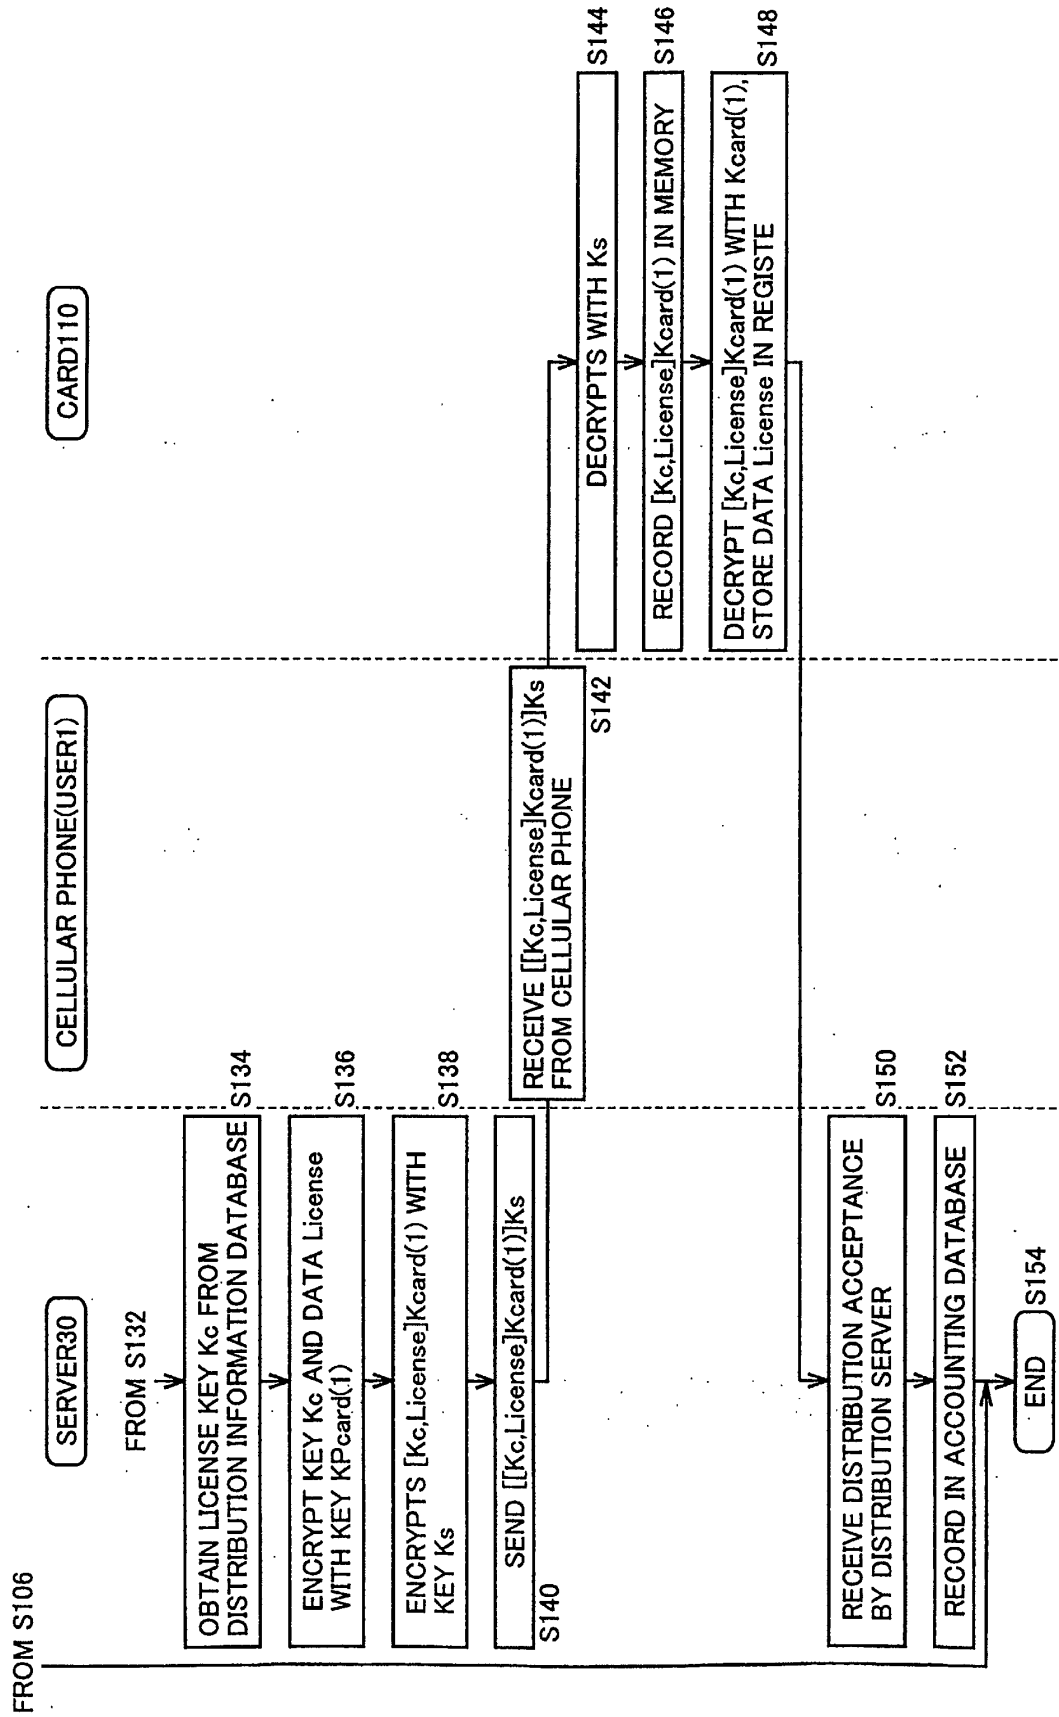 FROM S106
SERVER30
CELLULAR PHONE(USER1)
CARD110
FROM S132
OBTAIN LICENSE KEY Kc FROM
DISTRIBUTION INFORMATION DATABASE
S134
ENCRYPT KEY Kc AND DATA License
WITH KEY KPcard(1)
S136
ENCRYPTS [Kc,License]Kcard(1) WITH
KEY Ks
S138
SEND [[Kc,License]Kcard(1)]Ks
S140
RECEIVE [[Kc,License]Kcard(1)]Ks
FROM CELLULAR PHONE
S142
DECRYPTS WITH Ks
S144
RECORD [Kc,License]Kcard(1) IN MEMORY
S146
DECRYPT [Kc,License]Kcard(1) WITH Kcard(1),
STORE DATA License IN REGISTE
S148
RECEIVE DISTRIBUTION ACCEPTANCE
BY DISTRIBUTION SERVER
S150
RECORD IN ACCOUNTING DATABASE
S152
END
S154